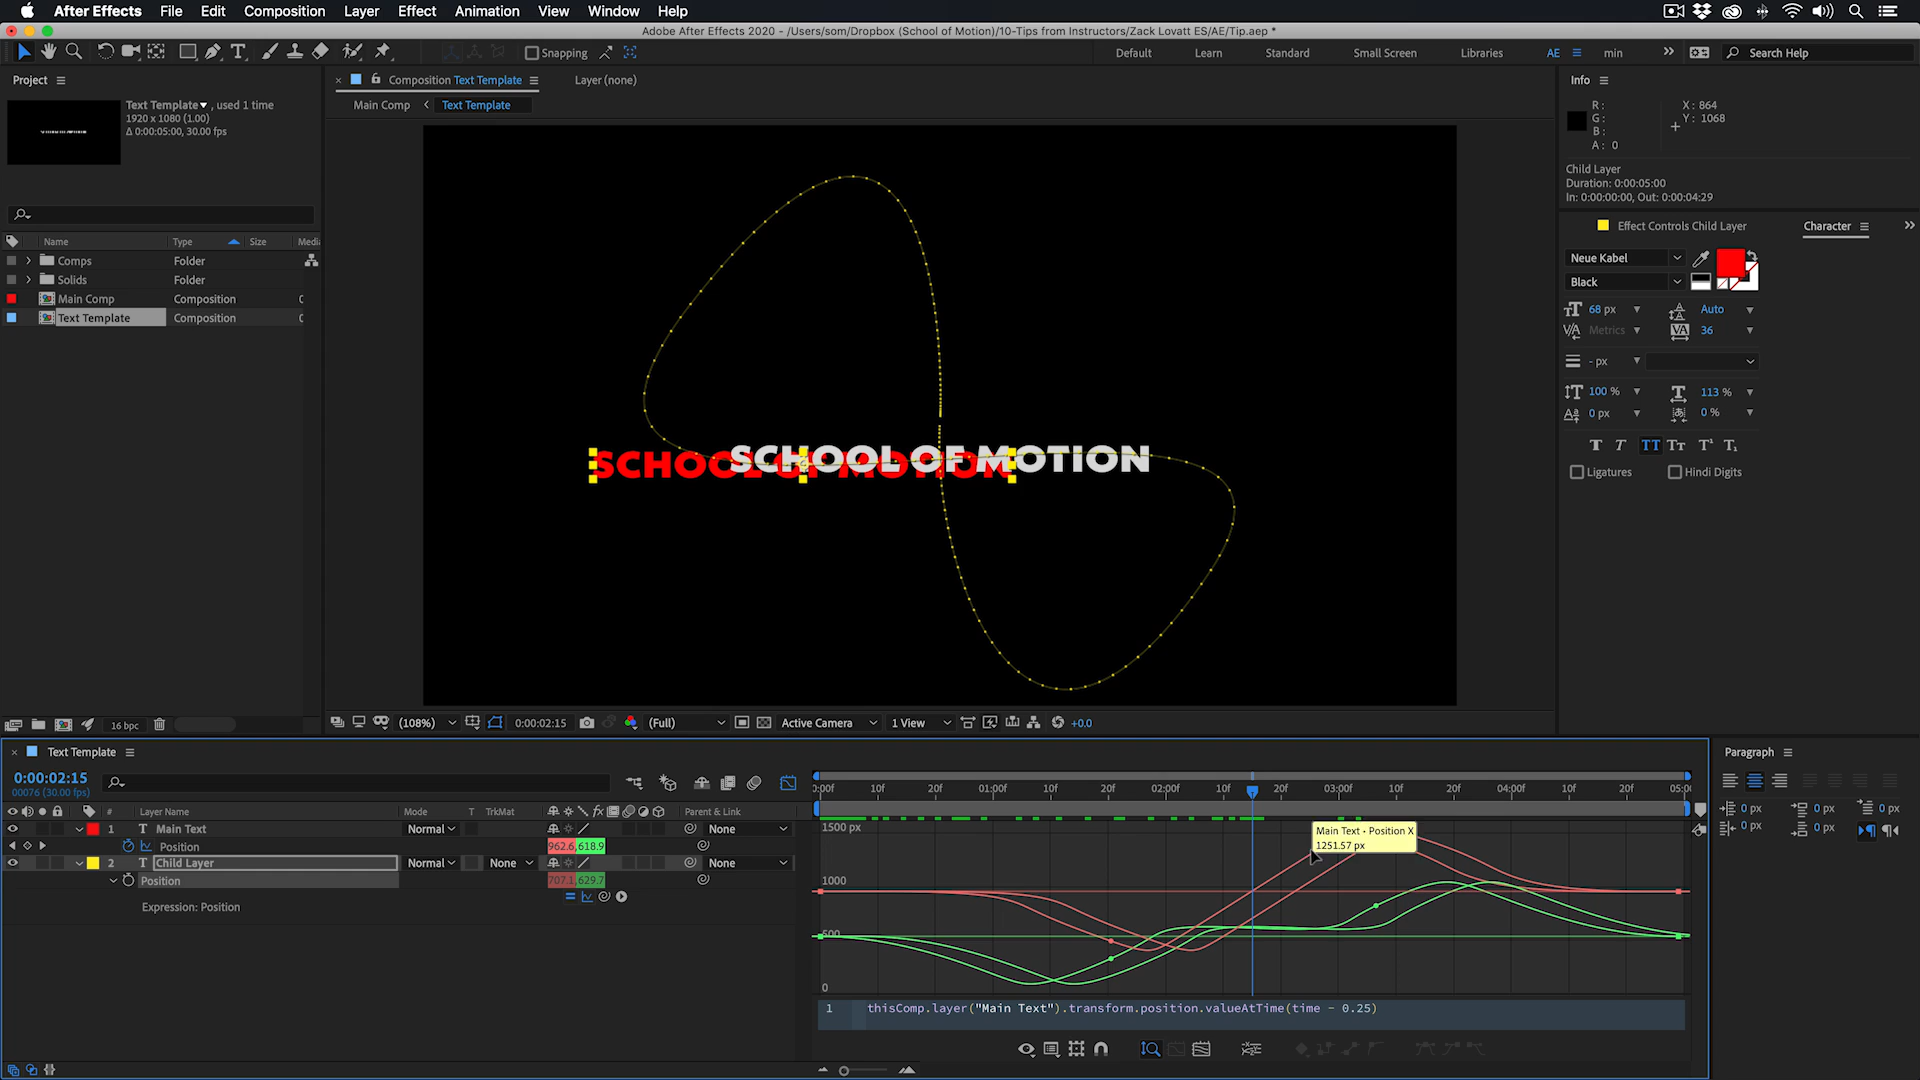 After Effects File Edit Composition Layer Effect Animation View Window Help
Adobe After Effects 2020 - /Users/som/Dropbox (School of Motion)/10-Tips from Instructors/Zack Lovatt ES/AE/Tip.aep *
Snapping
Default Learn Standard Small Screen Libraries AE min Search Help
Project
Text Template , used 1 time
1920 x 1080 (1.00)
Δ 0:00:05:00, 30.00 fps
Name Type Size Media
Comps Folder
Solids Folder
Main Comp Composition
Text Template Composition
16 bpc
Composition Text Template Layer (none)
Main Comp Text Template
SCHOOL OF MOTION
SCHOOL OF MOTION
(108%) 0:00:02:15 (Full) Active Camera 1 View +0.0
Info
R: X: 864
G: Y: 1068
B:
A: 0
Child Layer
Duration: 0:00:05:00
In: 0:00:00:00, Out: 0:00:04:29
Effect Controls Child Layer Character
Neue Kabel
Black
68 px Auto
Metrics 36
- px
100 % 113 %
0 px 0 %
Ligatures Hindi Digits
Text Template
0:00:02:15
00076 (30.00 fps)
# Layer Name Mode T TrkMat Parent & Link
1 T Main Text Normal None
Position 962.6,618.9
2 T Child Layer Normal None None
Position 707.1,629.7
Expression: Position
0:00f 10f 20f 01:00f 10f 20f 02:00f 10f 20f 03:00f 10f 20f 04:00f 10f 20f 05:0
1500 px
Main Text - Position X
1251.57 px
1000
500
0
1 thisComp.layer("Main Text").transform.position.valueAtTime(time - 0.25)
Paragraph
0 px 0 px 0 px
0 px 0 px